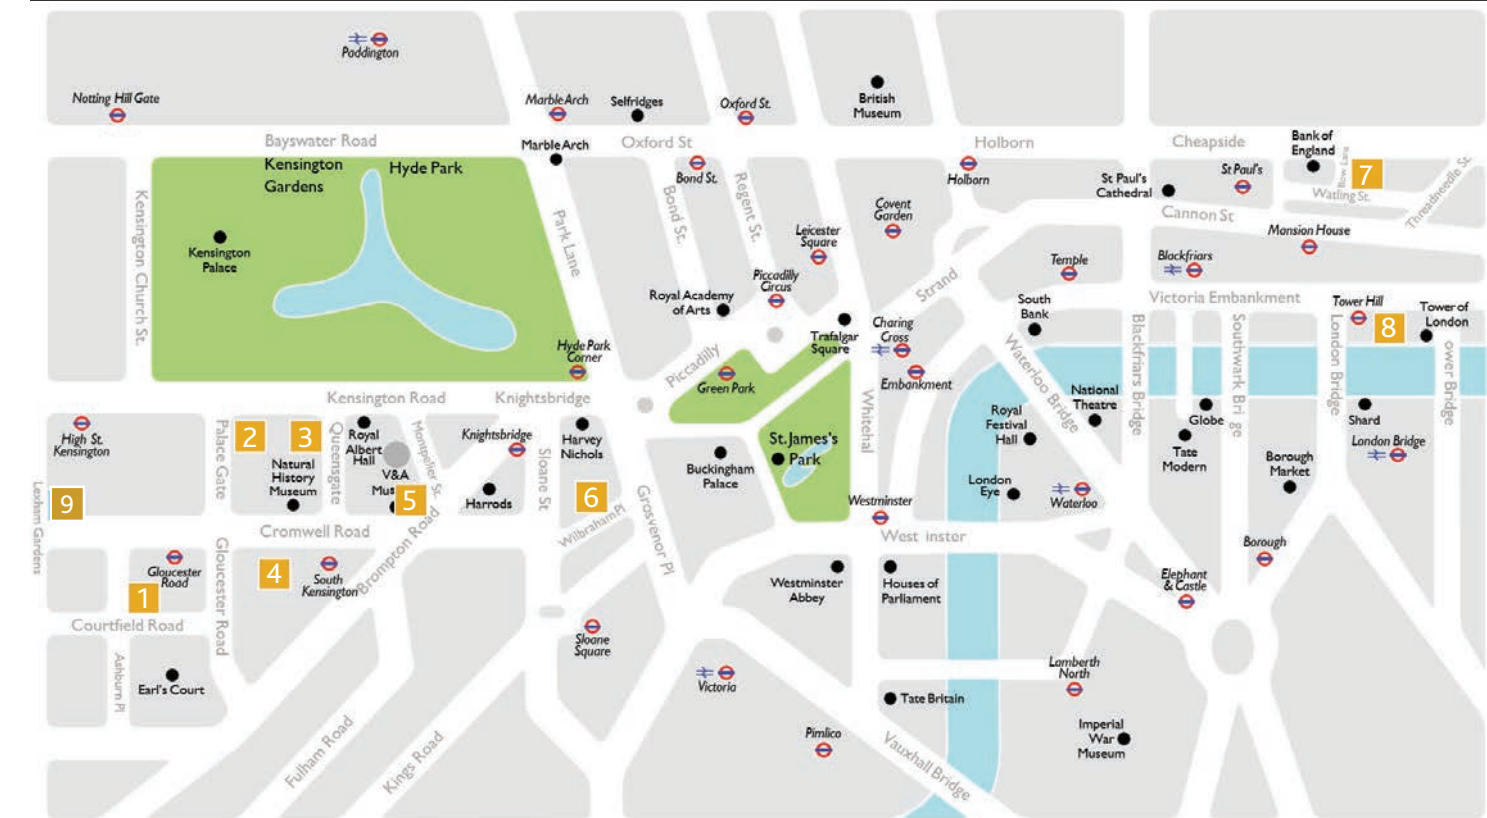 Paddington
Notting Hill Gate
Marble Arch
Selfridges
Oxford St.
British
Museum
Bayswater Road
Marble Arch
Oxford St
Holborn
Cheapside
Bank of
England
Kensington
Gardens
Hyde Park
Bond St.
Holborn
St Paul's
Cathedral
St Paul's
Bow Lane
7
Watling St.
Threadneedle St.
Kensington Church St.
Kensington
Palace
Park Lane
Bond St.
Regent St.
Covent
Garden
Leicester
Square
Cannon St
Mansion House
Piccadilly
Circus
Strand
Temple
Blackfriars
Royal Academy
of Arts
Trafalgar
Square
Charing
Cross
South
Bank
Victoria Embankment
Tower Hill
8
Tower of
London
Hyde Park
Corner
Piccadilly
Green Park
Embankment
Waterloo Bridge
Blackfriars Bridge
Southwark Bri ge
London Bridge
ower Bridge
Kensington Road
Knightsbridge
Whitehal
National
Theatre
Royal
Festival
Hall
Globe
Tate
Modern
Shard
London Bridge
Borough
Market
High St.
Kensington
Palace Gate
2
3
Queensgate
Royal
Albert
Hall
Montpelier St.
Knightsbridge
Harvey
Nichols
Natural
History
Museum
V&A
Mus
5
Harrods
Sloane St
6
Wilbraham Pl
Grosvenor Pl
Buckingham
Palace
St. James's
Park
London
Eye
Waterloo
Westminster
Lexham Gardens
9
Cromwell Road
Brompton Road
West inster
Borough
Gloucester
Road
1
Gloucester Road
4
South
Kensington
Westminster
Abbey
Houses of
Parliament
Elephant
& Castle
Courtfield Road
Sloane
Square
Ashburn Pl
Earl's Court
Victoria
Lamberth
North
Tate Britain
Fulham Road
Kings Road
Pimlico
Vauxhall Bridge
Imperial
War
Museum